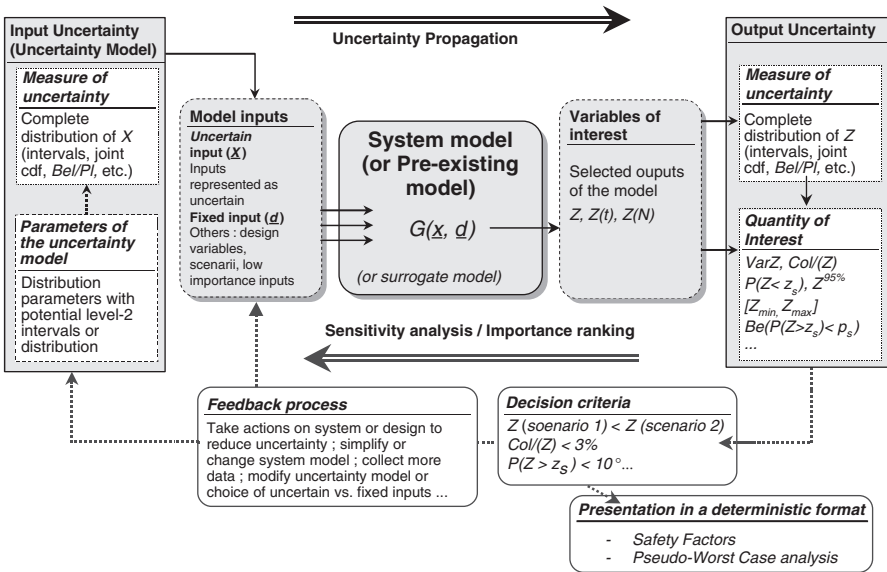 Input Uncertainty
(Uncertainty Model)
Measure of
uncertainty
Complete
distribution of X
(intervals, joint
cdf, Bel/Pl, etc.)
Parameters of
the uncertainty
model
Distribution
parameters with
potential level-2
intervals or
distribution
Uncertainty Propagation
Model inputs
Uncertain
input (X)
Inputs
represented as
uncertain
Fixed input (d)
Others : design
variables,
scenarii, low
importance inputs
System model
(or Pre-existing
model)
G(x, d)
(or surrogate model)
Variables of
interest
Selected ouputs
of the model
Z, Z(t), Z(N)
Output Uncertainty
Measure of
uncertainty
Complete
distribution of Z
(intervals, joint
cdf, Bel/Pl, etc.)
Quantity of
Interest
VarZ, Col/(Z)
P(Z< zs), Z95%
[Zmin, Zmax]
Be(P(Z>zs)< ps)
...
Sensitivity analysis / Importance ranking
Feedback process
Take actions on system or design to
reduce uncertainty ; simplify or
change system model ; collect more
data ; modify uncertainty model or
choice of uncertain vs. fixed inputs ...
Decision criteria
Z (soenario 1) < Z (scenario 2)
Col/(Z) < 3%
P(Z > zs) < 10°...
Presentation in a deterministic format
- Safety Factors
- Pseudo-Worst Case analysis